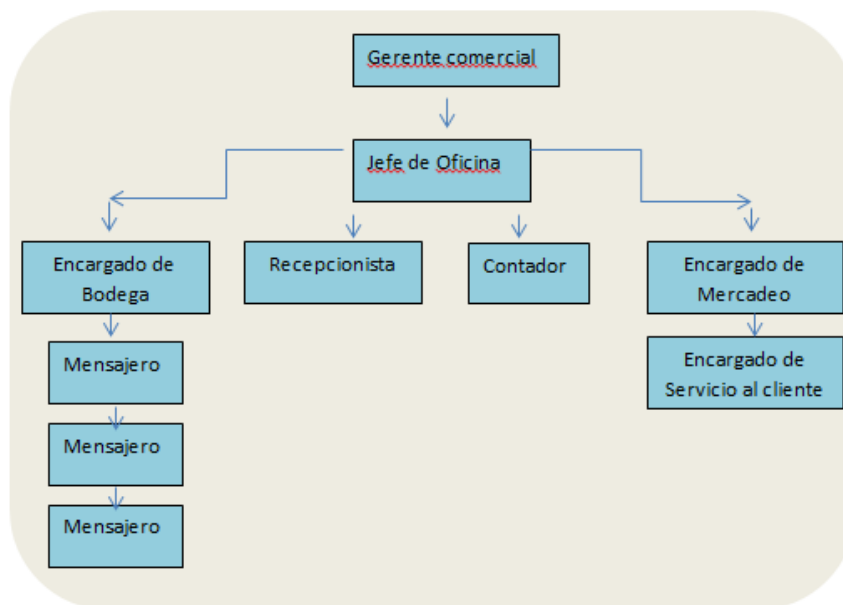 Gerente comercial
Jefe de Oficina
Encargado de
Bodega
Recepcionista
Contador
Encargado de
Mercadeo
Mensajero
Encargado de
Servicio al cliente
Mensajero
Mensajero